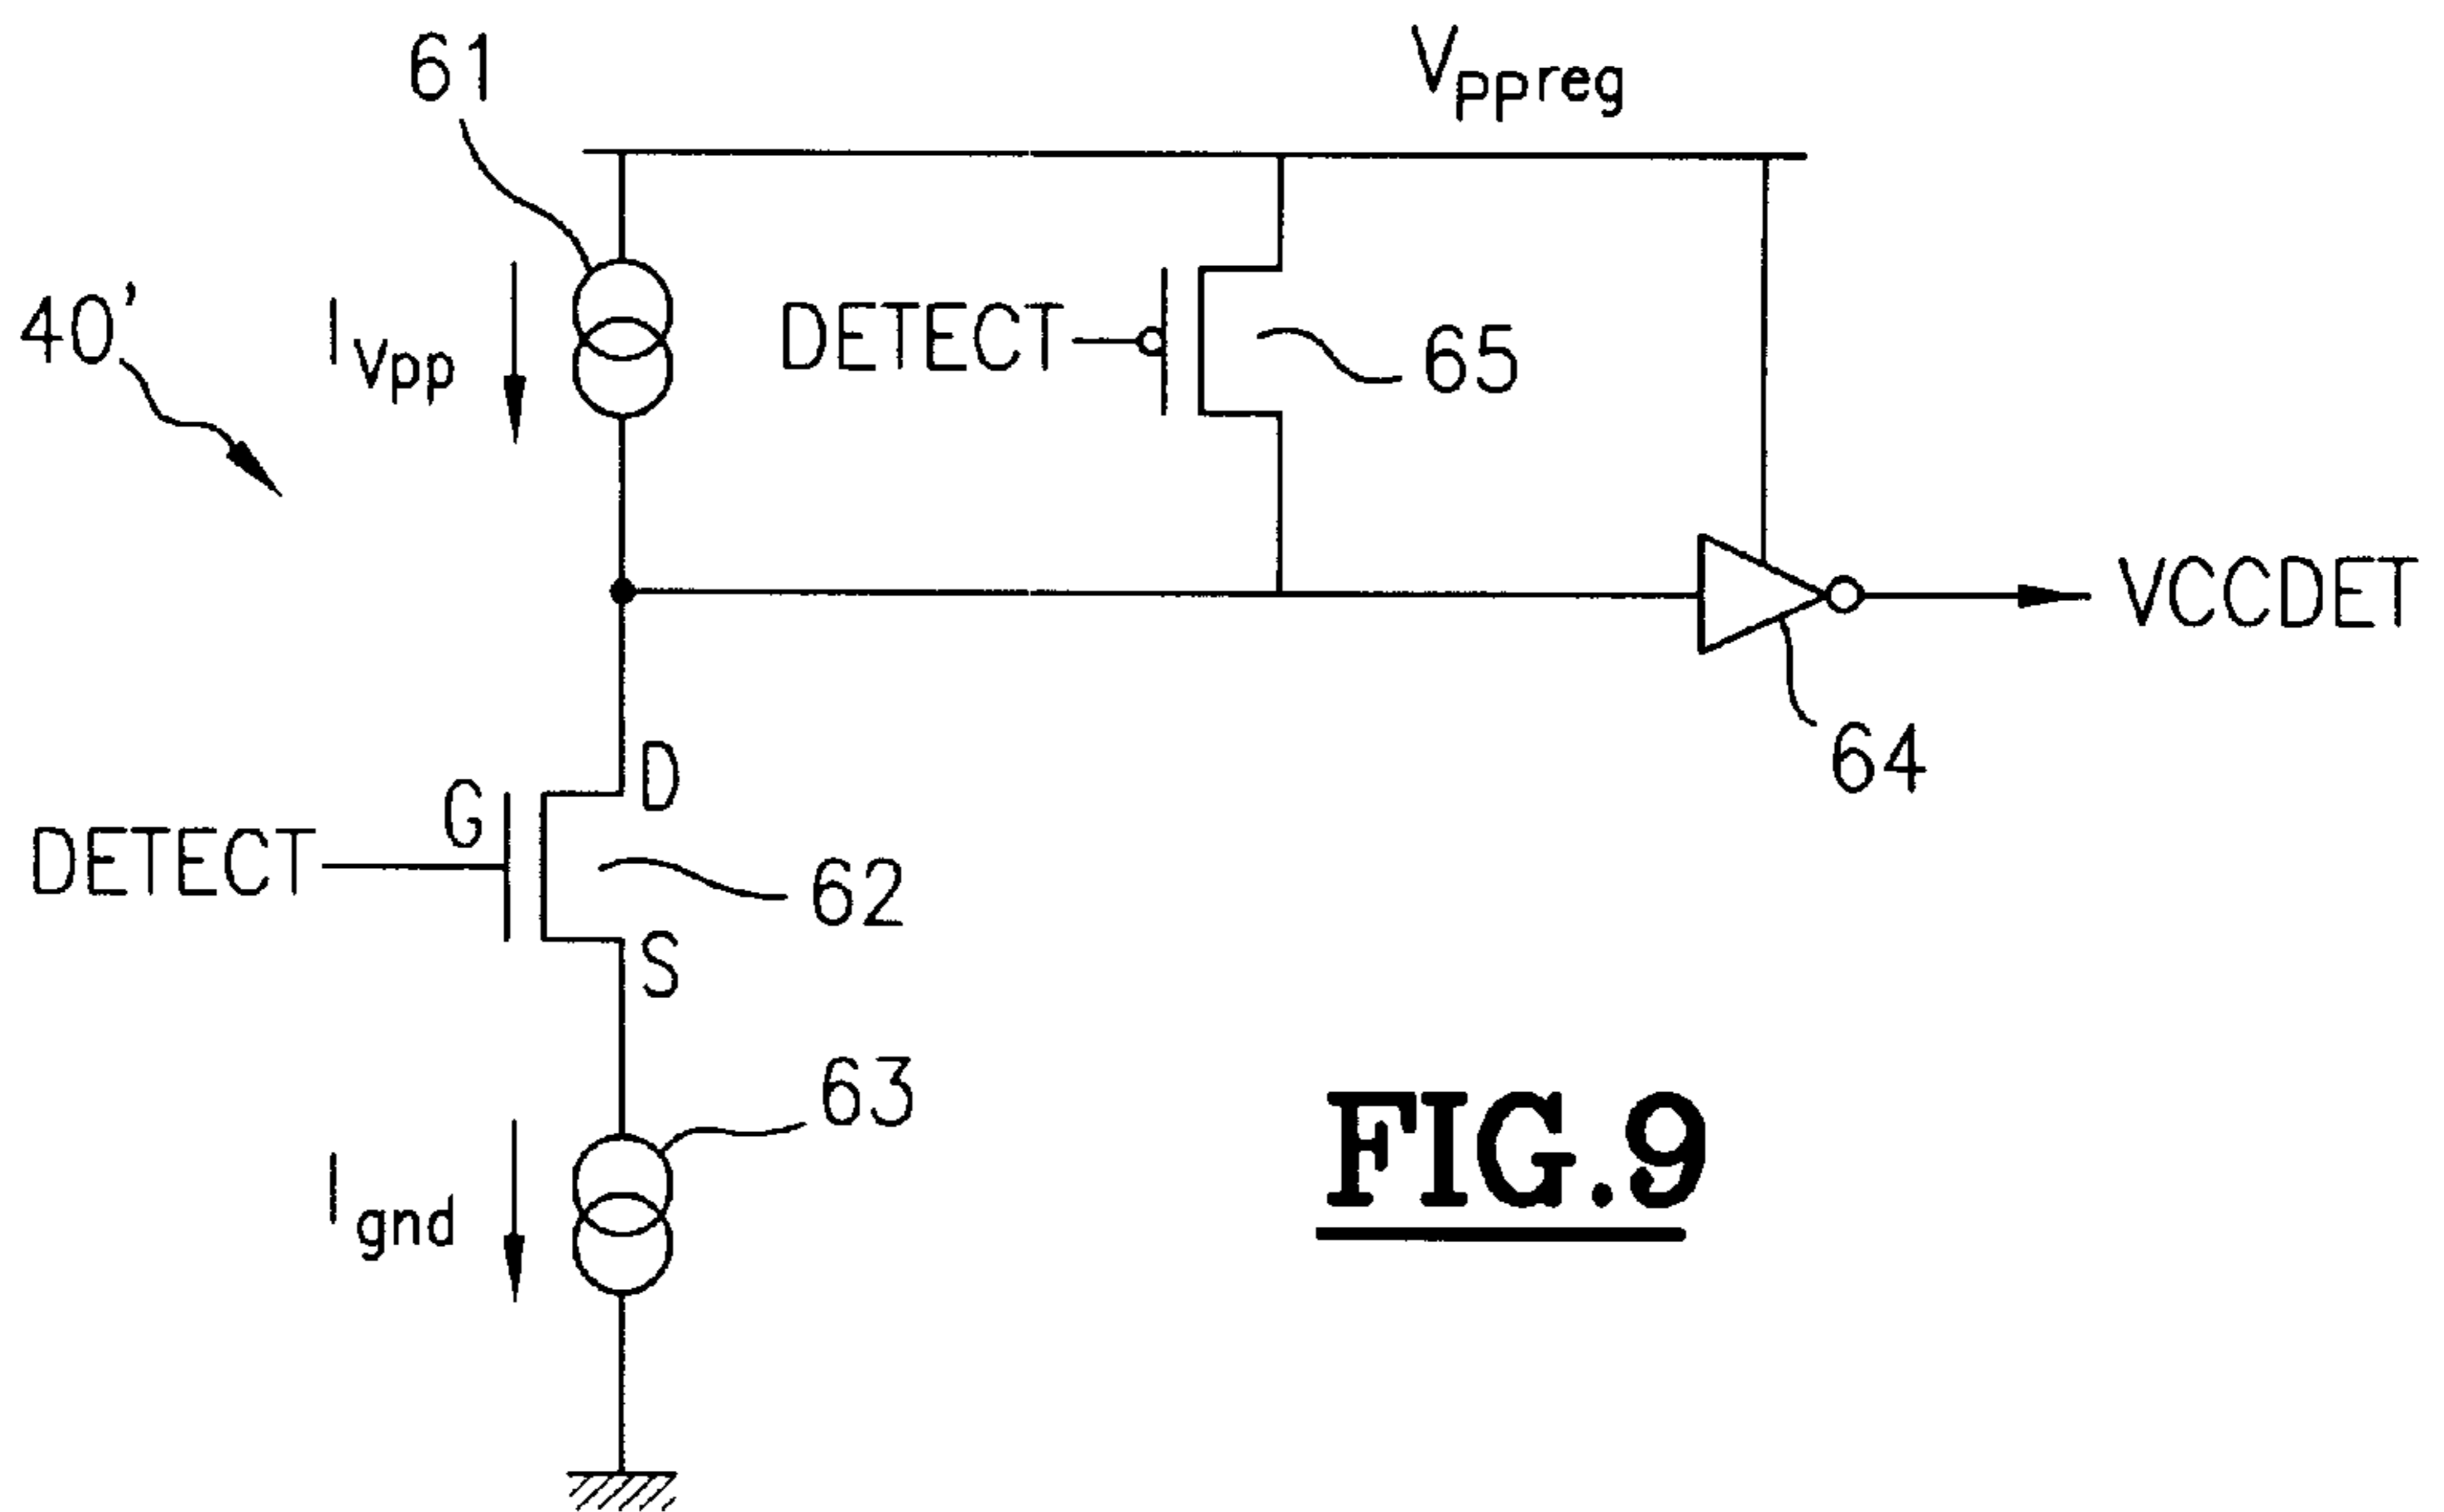 61
Vppreg
40'
Ivpp
DETECT
65
VCCDET
64
G
D
DETECT
62
S
63
Ignd
FIG.9